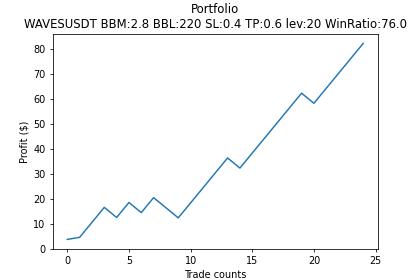 Portfolio
WAVESUSDT BBM:2.8 BBL:220 SL:0.4 TP:0.6 lev:20 WinRatio:76.0
80
70
60
50
40
30
20
10
0
Profit ($)
0 5 10 15 20 25
Trade counts